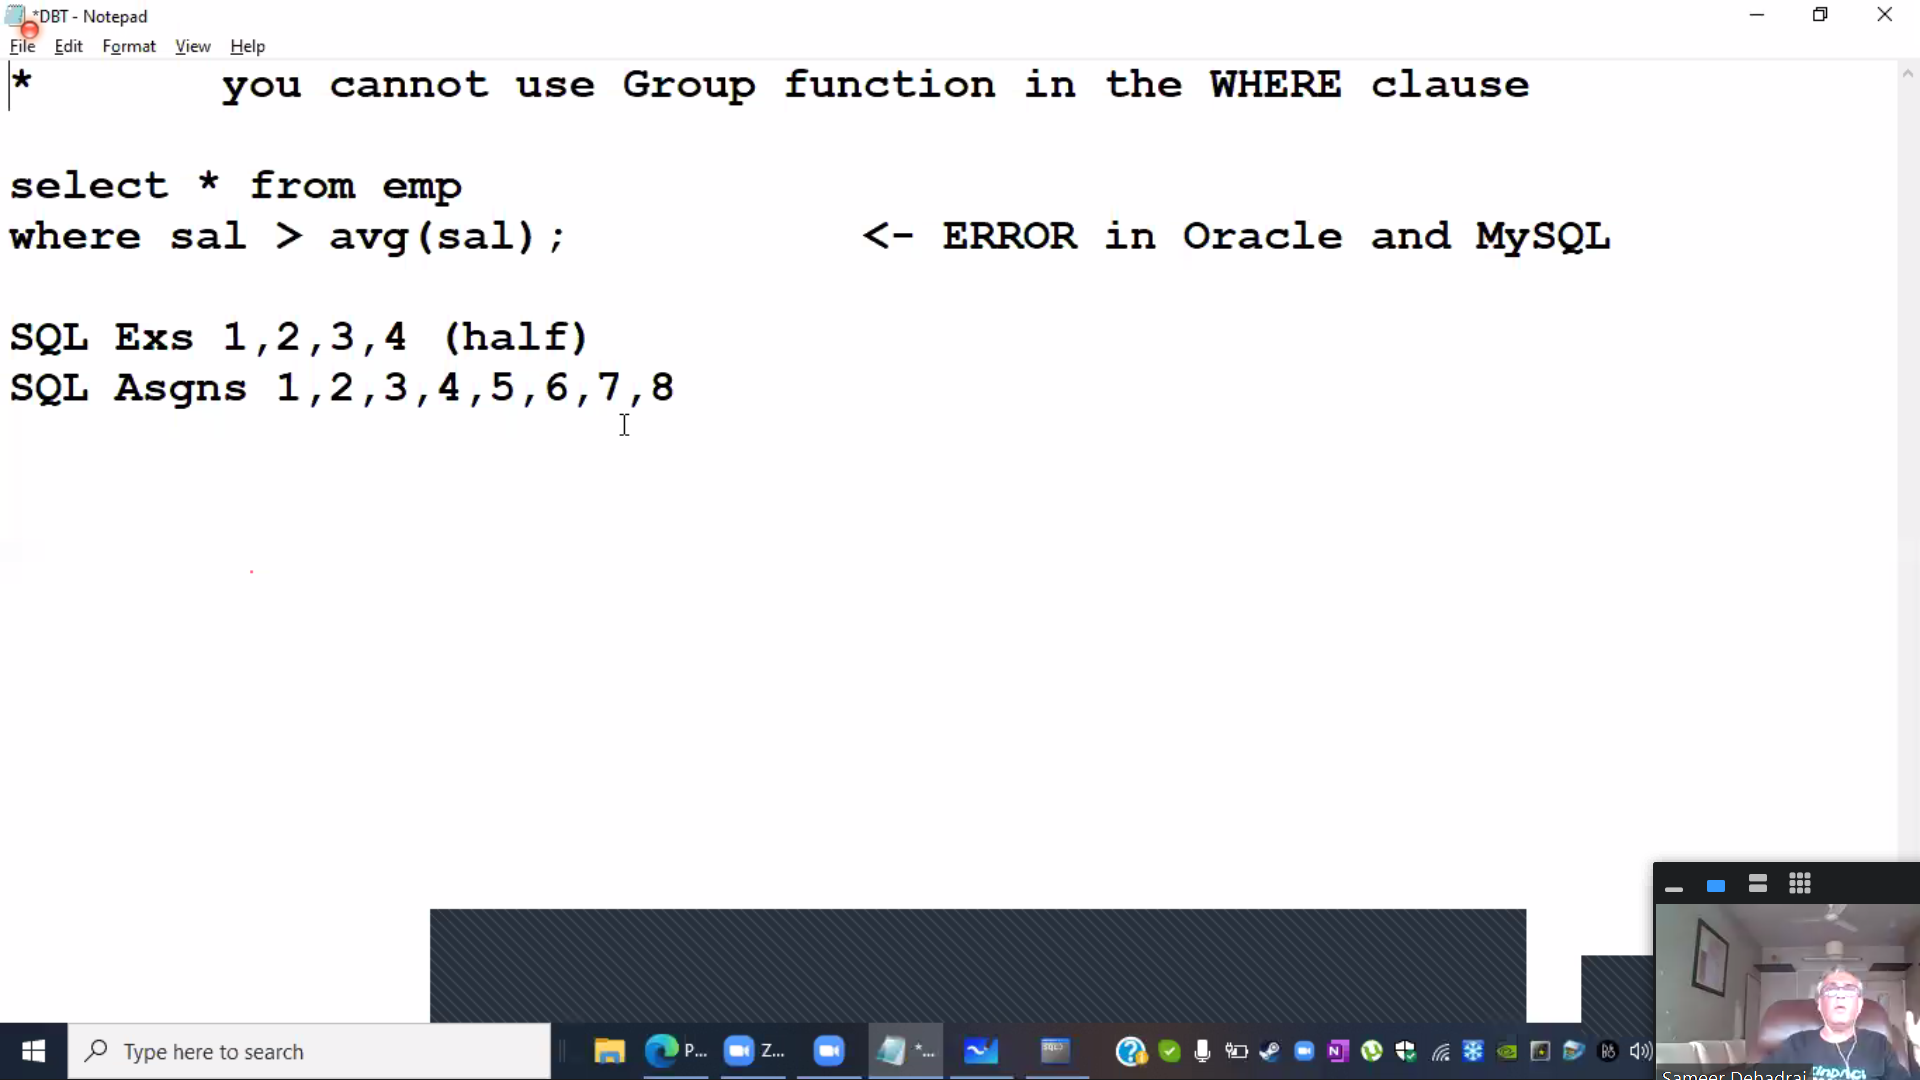 *DBT - Notepad
File Edit Format View Help
* you cannot use Group function in the WHERE clause
select * from emp
where sal > avg(sal); <- ERROR in Oracle and MySQL
SQL Exs 1,2,3,4 (half)
SQL Asgns 1,2,3,4,5,6,7,8
Type here to search
P...
Z...
*...
Sameer Dehadrai